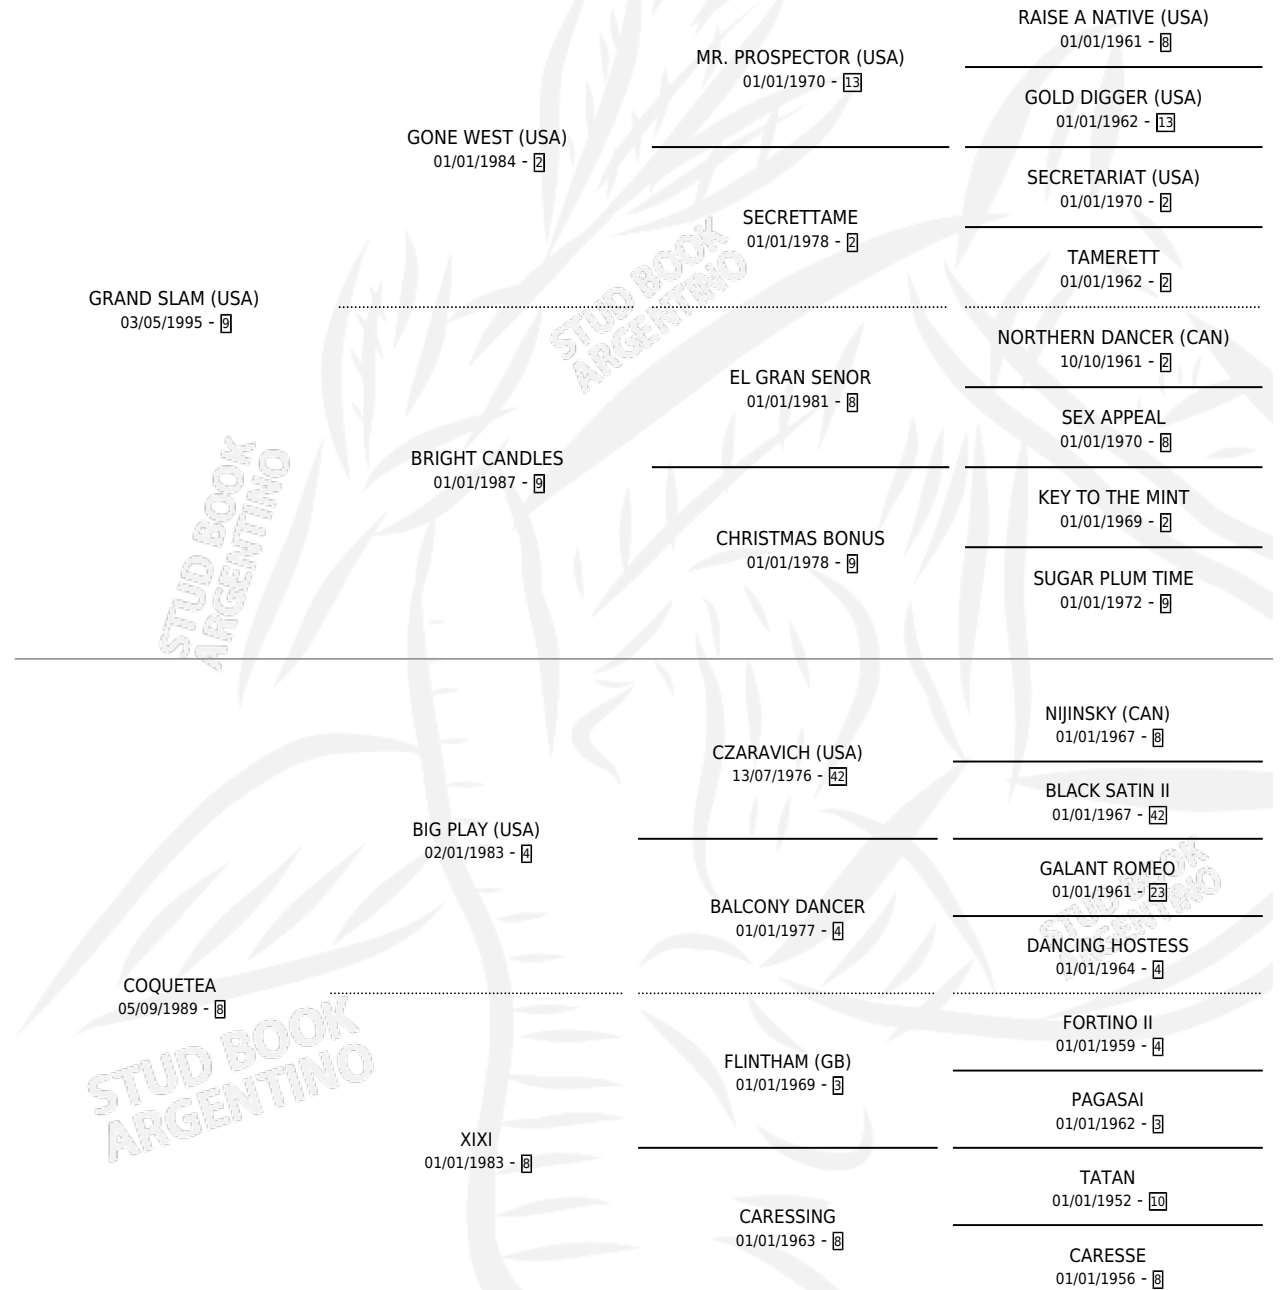 RAISE A NATIVE (USA)
01/01/1961 - 8
MR. PROSPECTOR (USA)
01/01/1970 - 13
GOLD DIGGER (USA)
01/01/1962 - 13
GONE WEST (USA)
01/01/1984 - 2
SECRETARIAT (USA)
01/01/1970 - 2
SECRETTAME
01/01/1978 - 2
TAMERETT
01/01/1962 - 2
STUD BOOK
ARGENTINO
GRAND SLAM (USA)
03/05/1995 - 9
NORTHERN DANCER (CAN)
10/10/1961 - 2
EL GRAN SENOR
01/01/1981 - 8
SEX APPEAL
01/01/1970 - 8
BRIGHT CANDLES
01/01/1987 - 9
KEY TO THE MINT
01/01/1969 - 2
CHRISTMAS BONUS
01/01/1978 - 9
SUGAR PLUM TIME
01/01/1972 - 9
STUD BOOK
ARGENTINO
NIJINSKY (CAN)
01/01/1967 - 8
CZARAVICH (USA)
13/07/1976 - 42
BLACK SATIN II
01/01/1967 - 42
BIG PLAY (USA)
02/01/1983 - 4
GALANT ROMEO
01/01/1961 - 23
BALCONY DANCER
01/01/1977 - 4
DANCING HOSTESS
01/01/1964 - 4
STUD BOOK
ARGENTINO
COQUETEA
05/09/1989 - 8
FORTINO II
01/01/1959 - 4
FLINTHAM (GB)
01/01/1969 - 3
PAGASAI
01/01/1962 - 3
STUD BOOK
ARGENTINO
XIXI
01/01/1983 - 8
TATAN
01/01/1952 - 10
CARESSING
01/01/1963 - 8
CARESSE
01/01/1956 - 8